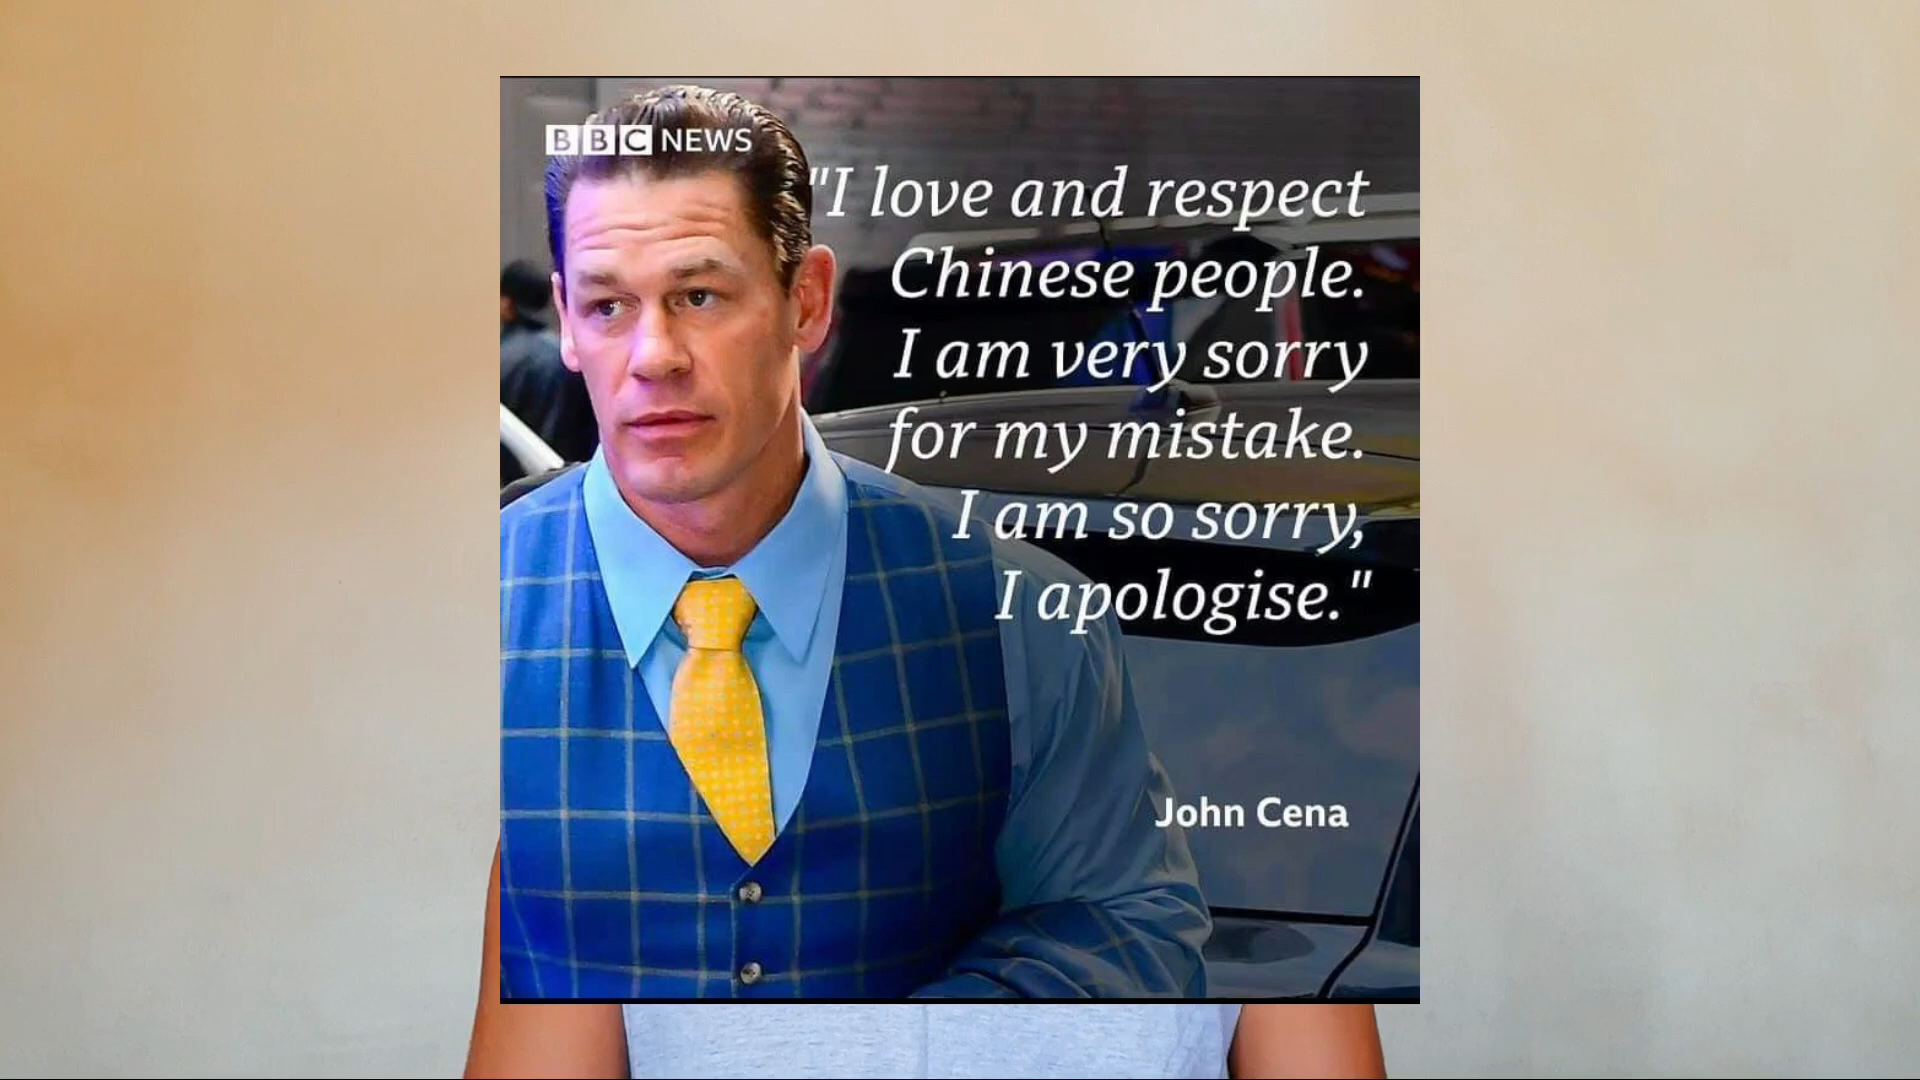 BBC NEWS
"I love and respect
Chinese people.
I am very sorry
for my mistake.
I am so sorry,
I apologise."
John Cena